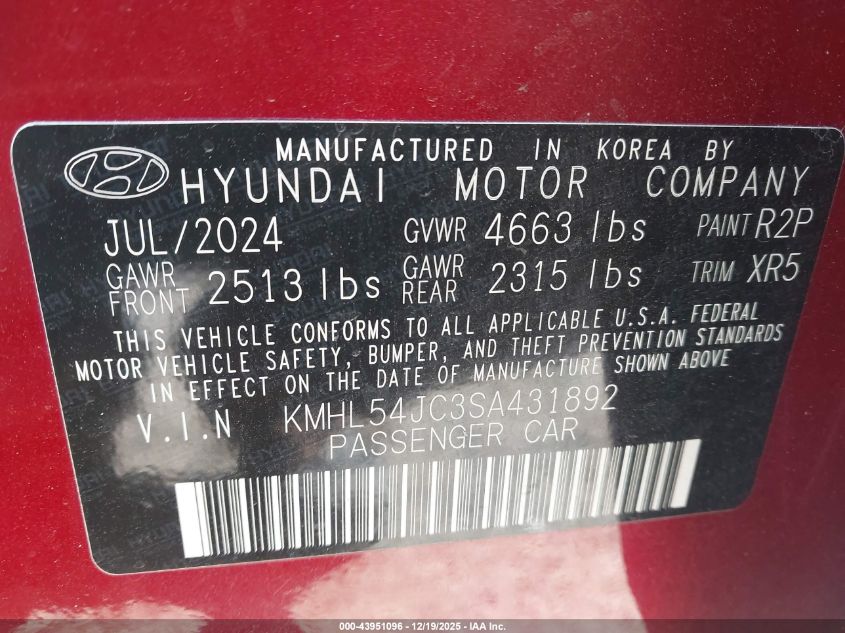 MANUFACTURED IN KOREA BY
HYUNDAI MOTOR COMPANY
JUL/2024 GVWR 4663 lbs PAINT R2P
GAWR FRONT 2513 lbs GAWR REAR 2315 lbs TRIM XR5
THIS VEHICLE CONFORMS TO ALL APPLICABLE U.S.A. FEDERAL
MOTOR VEHICLE SAFETY, BUMPER, AND THEFT PREVENTION STANDARDS
IN EFFECT ON THE DATE OF MANUFACTURE SHOWN ABOVE
V.I.N KMHL54JC3SA431892
PASSENGER CAR
000-43951096 - 12/19/2025 - IAA Inc.